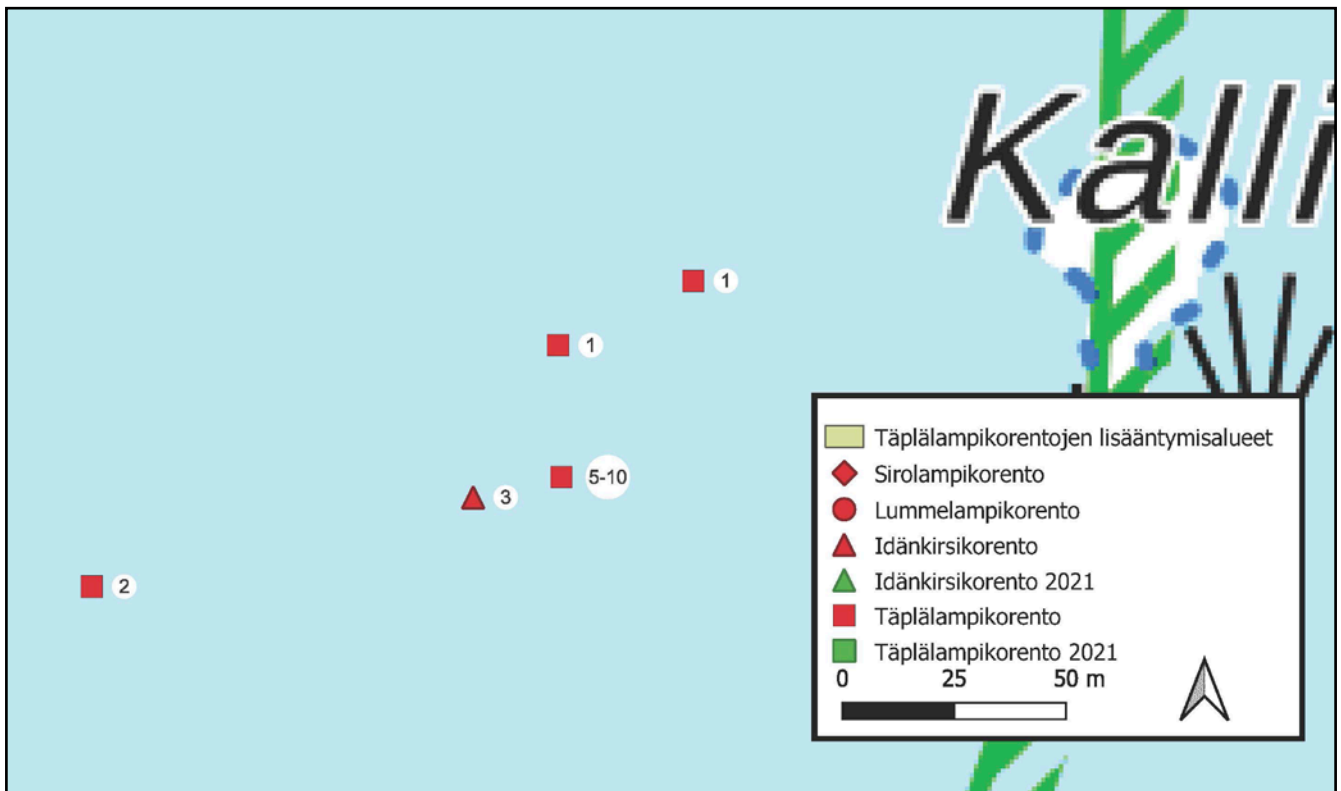 Kalli
1
1
5-10
3
2
Täplälampikorentojen lisääntymisalueet
Sirolampikorento
Lummelampikorento
Idänkirsikorento
Idänkirsikorento 2021
Täplälampikorento
Täplälampikorento 2021
0 25 50 m